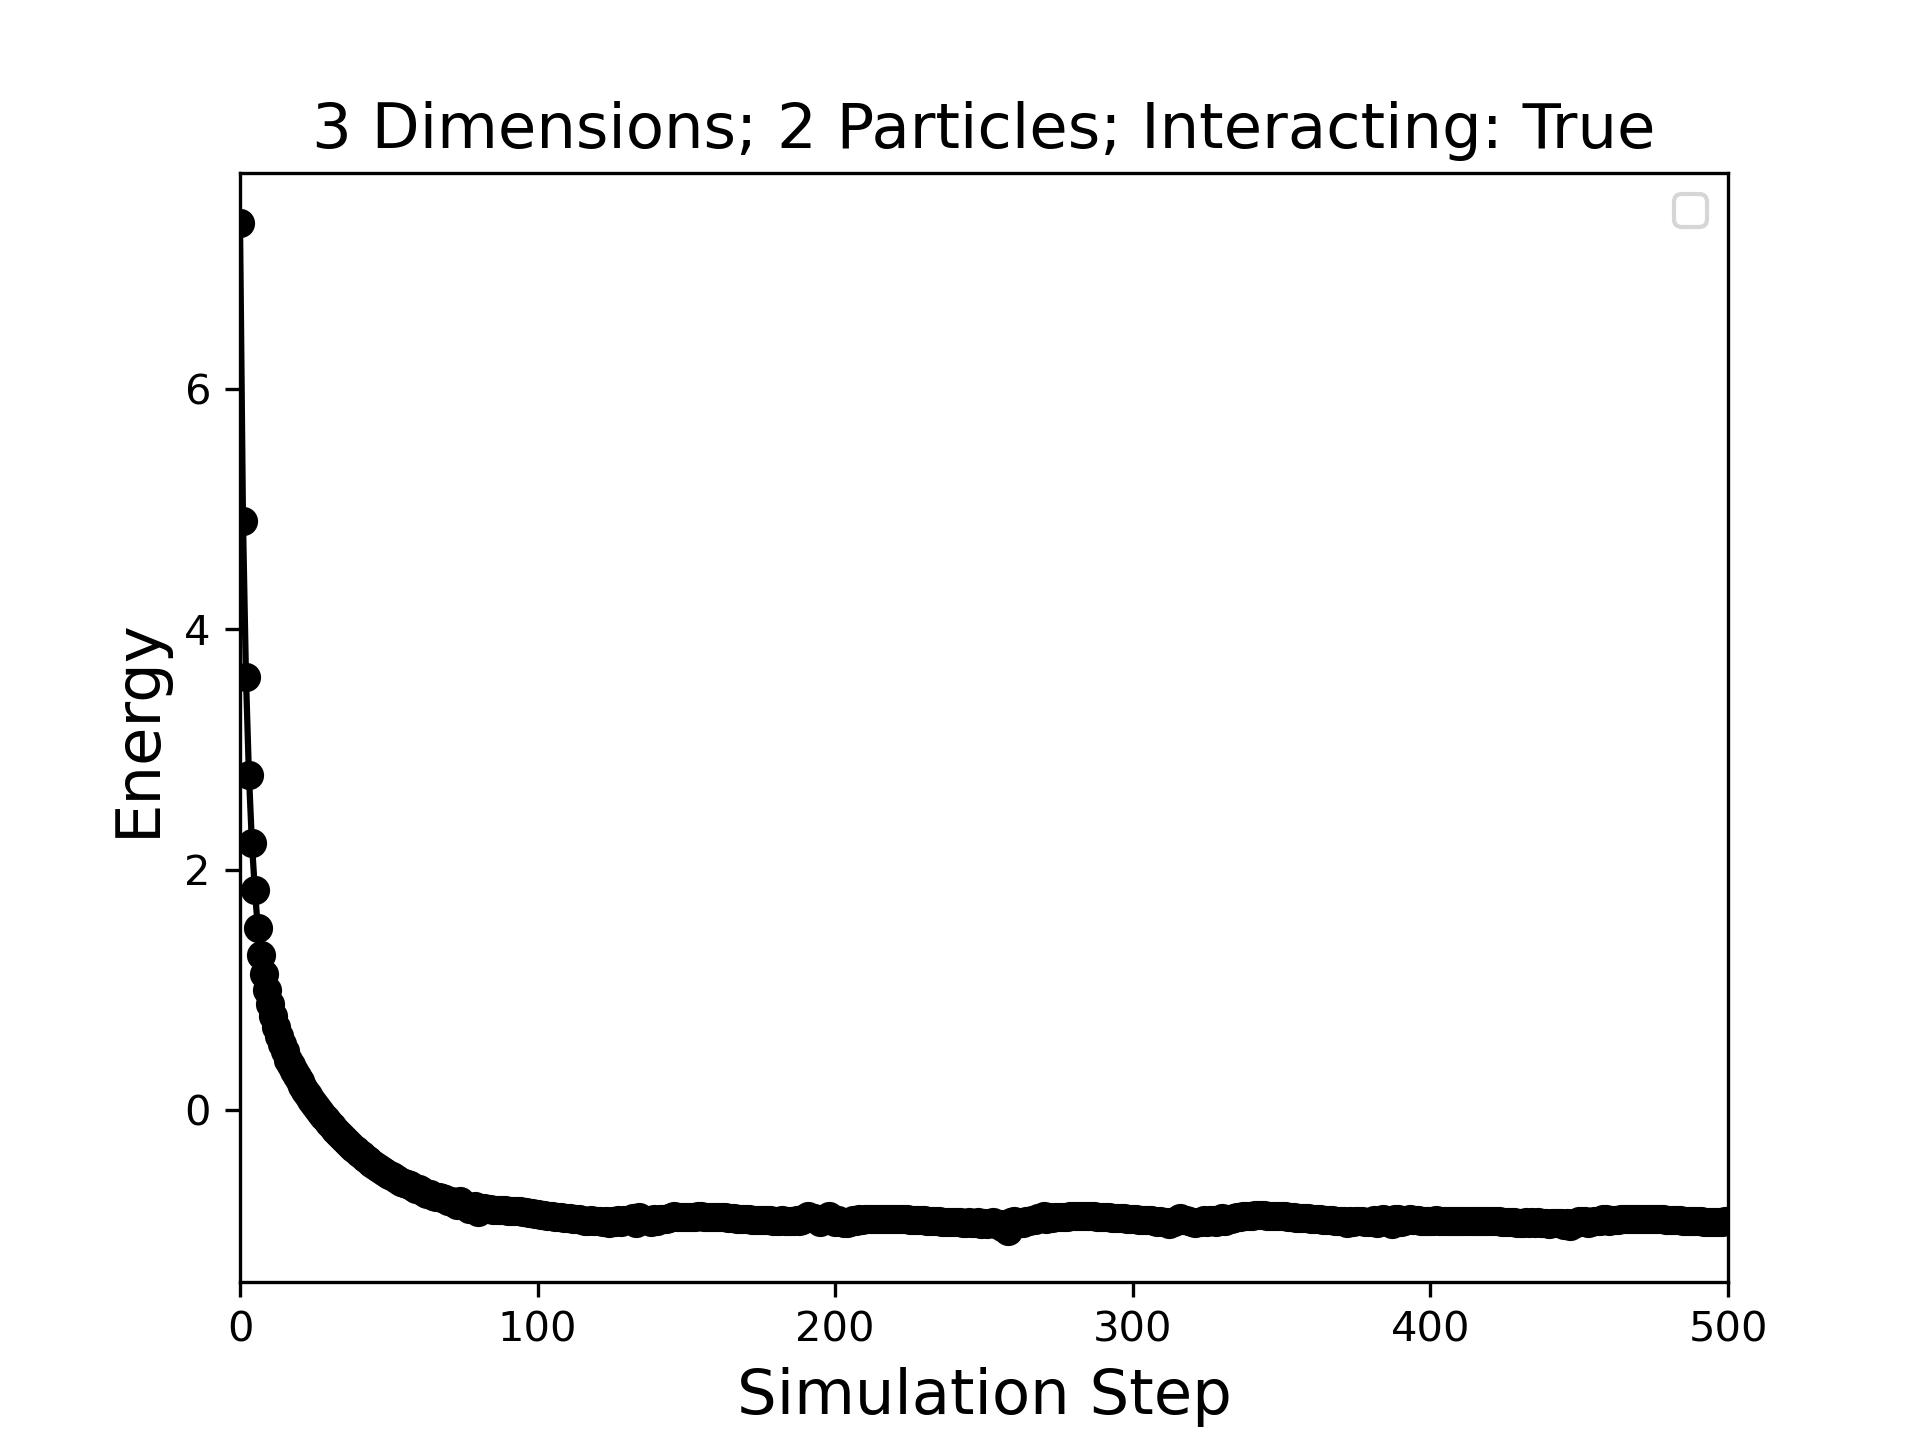 3 Dimensions; 2 Particles; Interacting: True
Energy
6
4
2
0
0 100 200 300 400 500
Simulation Step